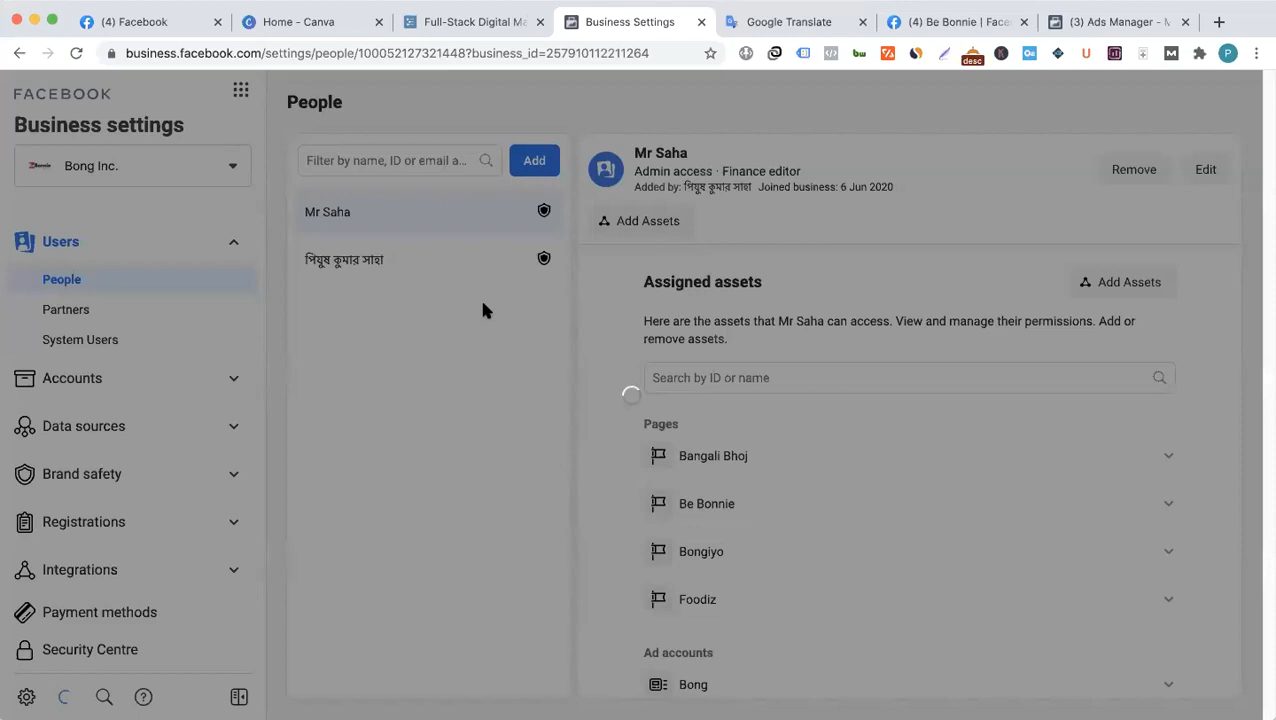 (4) Facebook
Home - Canva
Full-Stack Digital Ma
Business Settings
Google Translate
(4) Be Bonnie | Face
(3) Ads Manager - M
business.facebook.com/settings/people/100052127321448?business_id=257910112211264
desc
P
FACEBOOK
Business settings
Bong Inc.
Users
People
Partners
System Users
Accounts
Data sources
Brand safety
Registrations
Integrations
Payment methods
Security Centre
People
Filter by name, ID or email a...
Add
Mr Saha
পিযুষ কুমার সাহা
Mr Saha
Admin access · Finance editor
Added by: পিযুষ কুমার সাহা Joined business: 6 Jun 2020
Remove
Edit
Add Assets
Assigned assets
Add Assets
Here are the assets that Mr Saha can access. View and manage their permissions. Add or
remove assets.
Search by ID or name
Pages
Bangali Bhoj
Be Bonnie
Bongiyo
Foodiz
Ad accounts
Bong